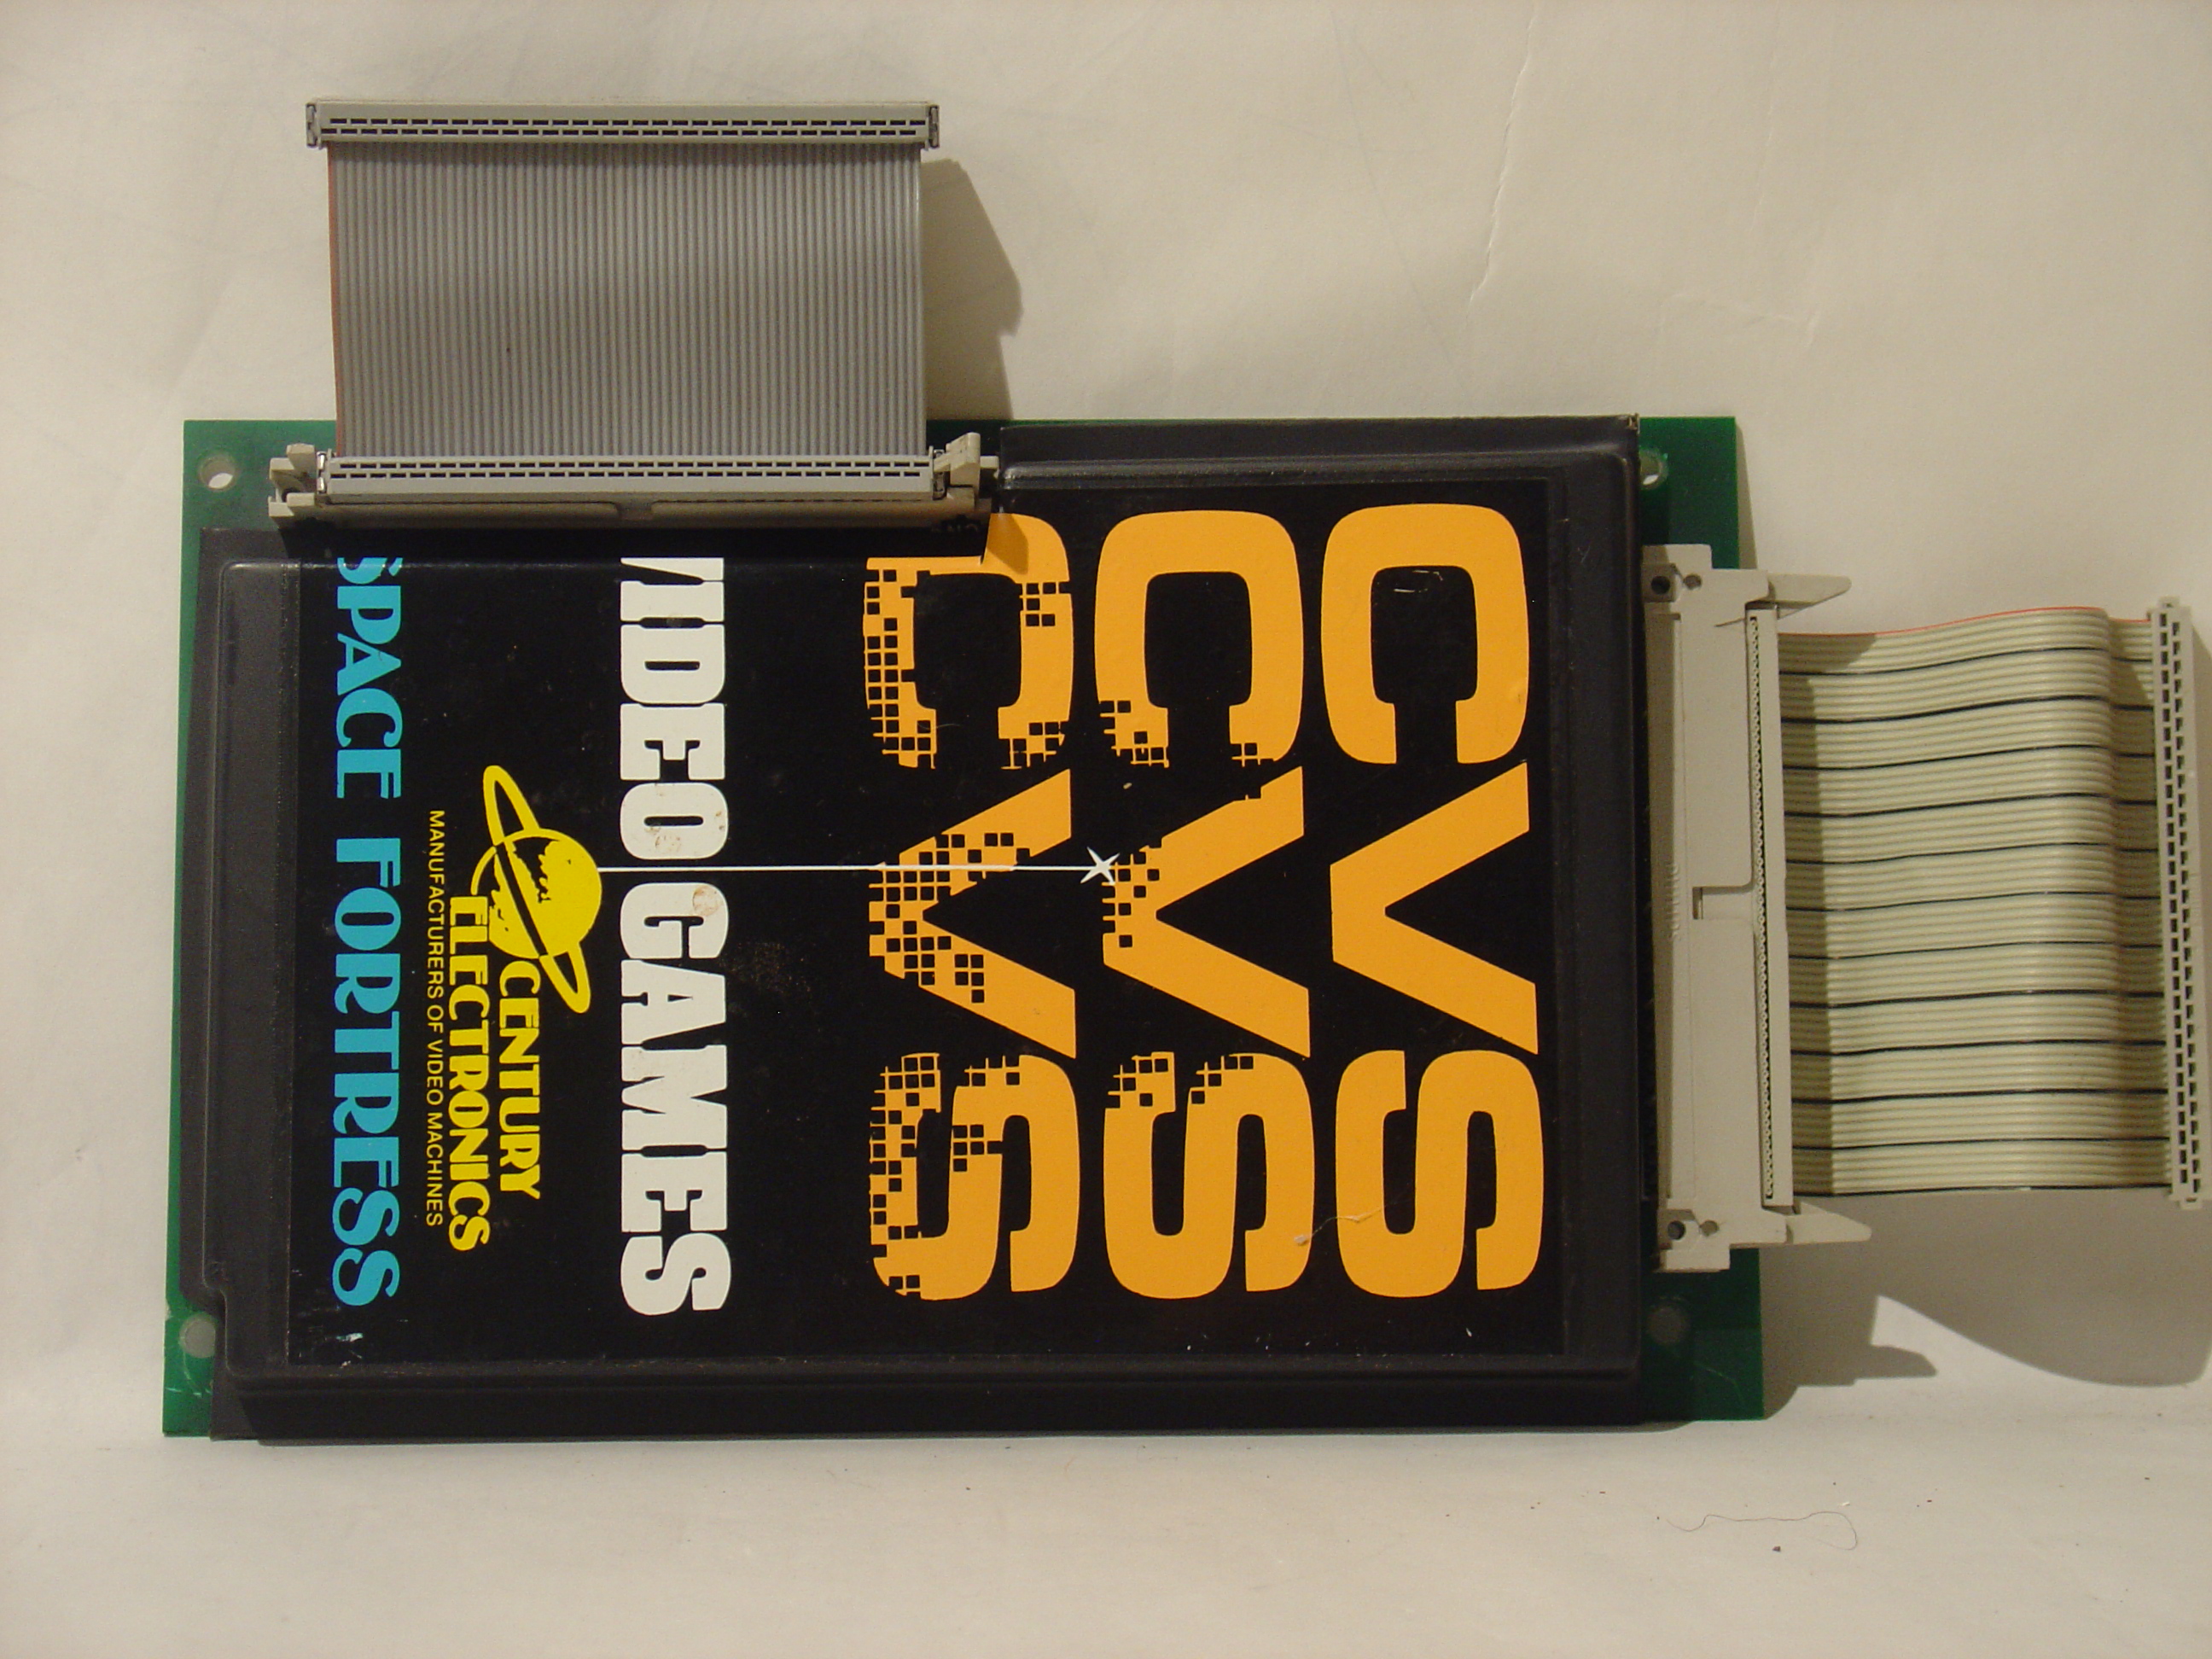 CVS
CVS
CVS
VIDEO GAMES
CENTURY
ELECTRONICS
MANUFACTURERS OF VIDEO MACHINES
SPACE FORTRESS